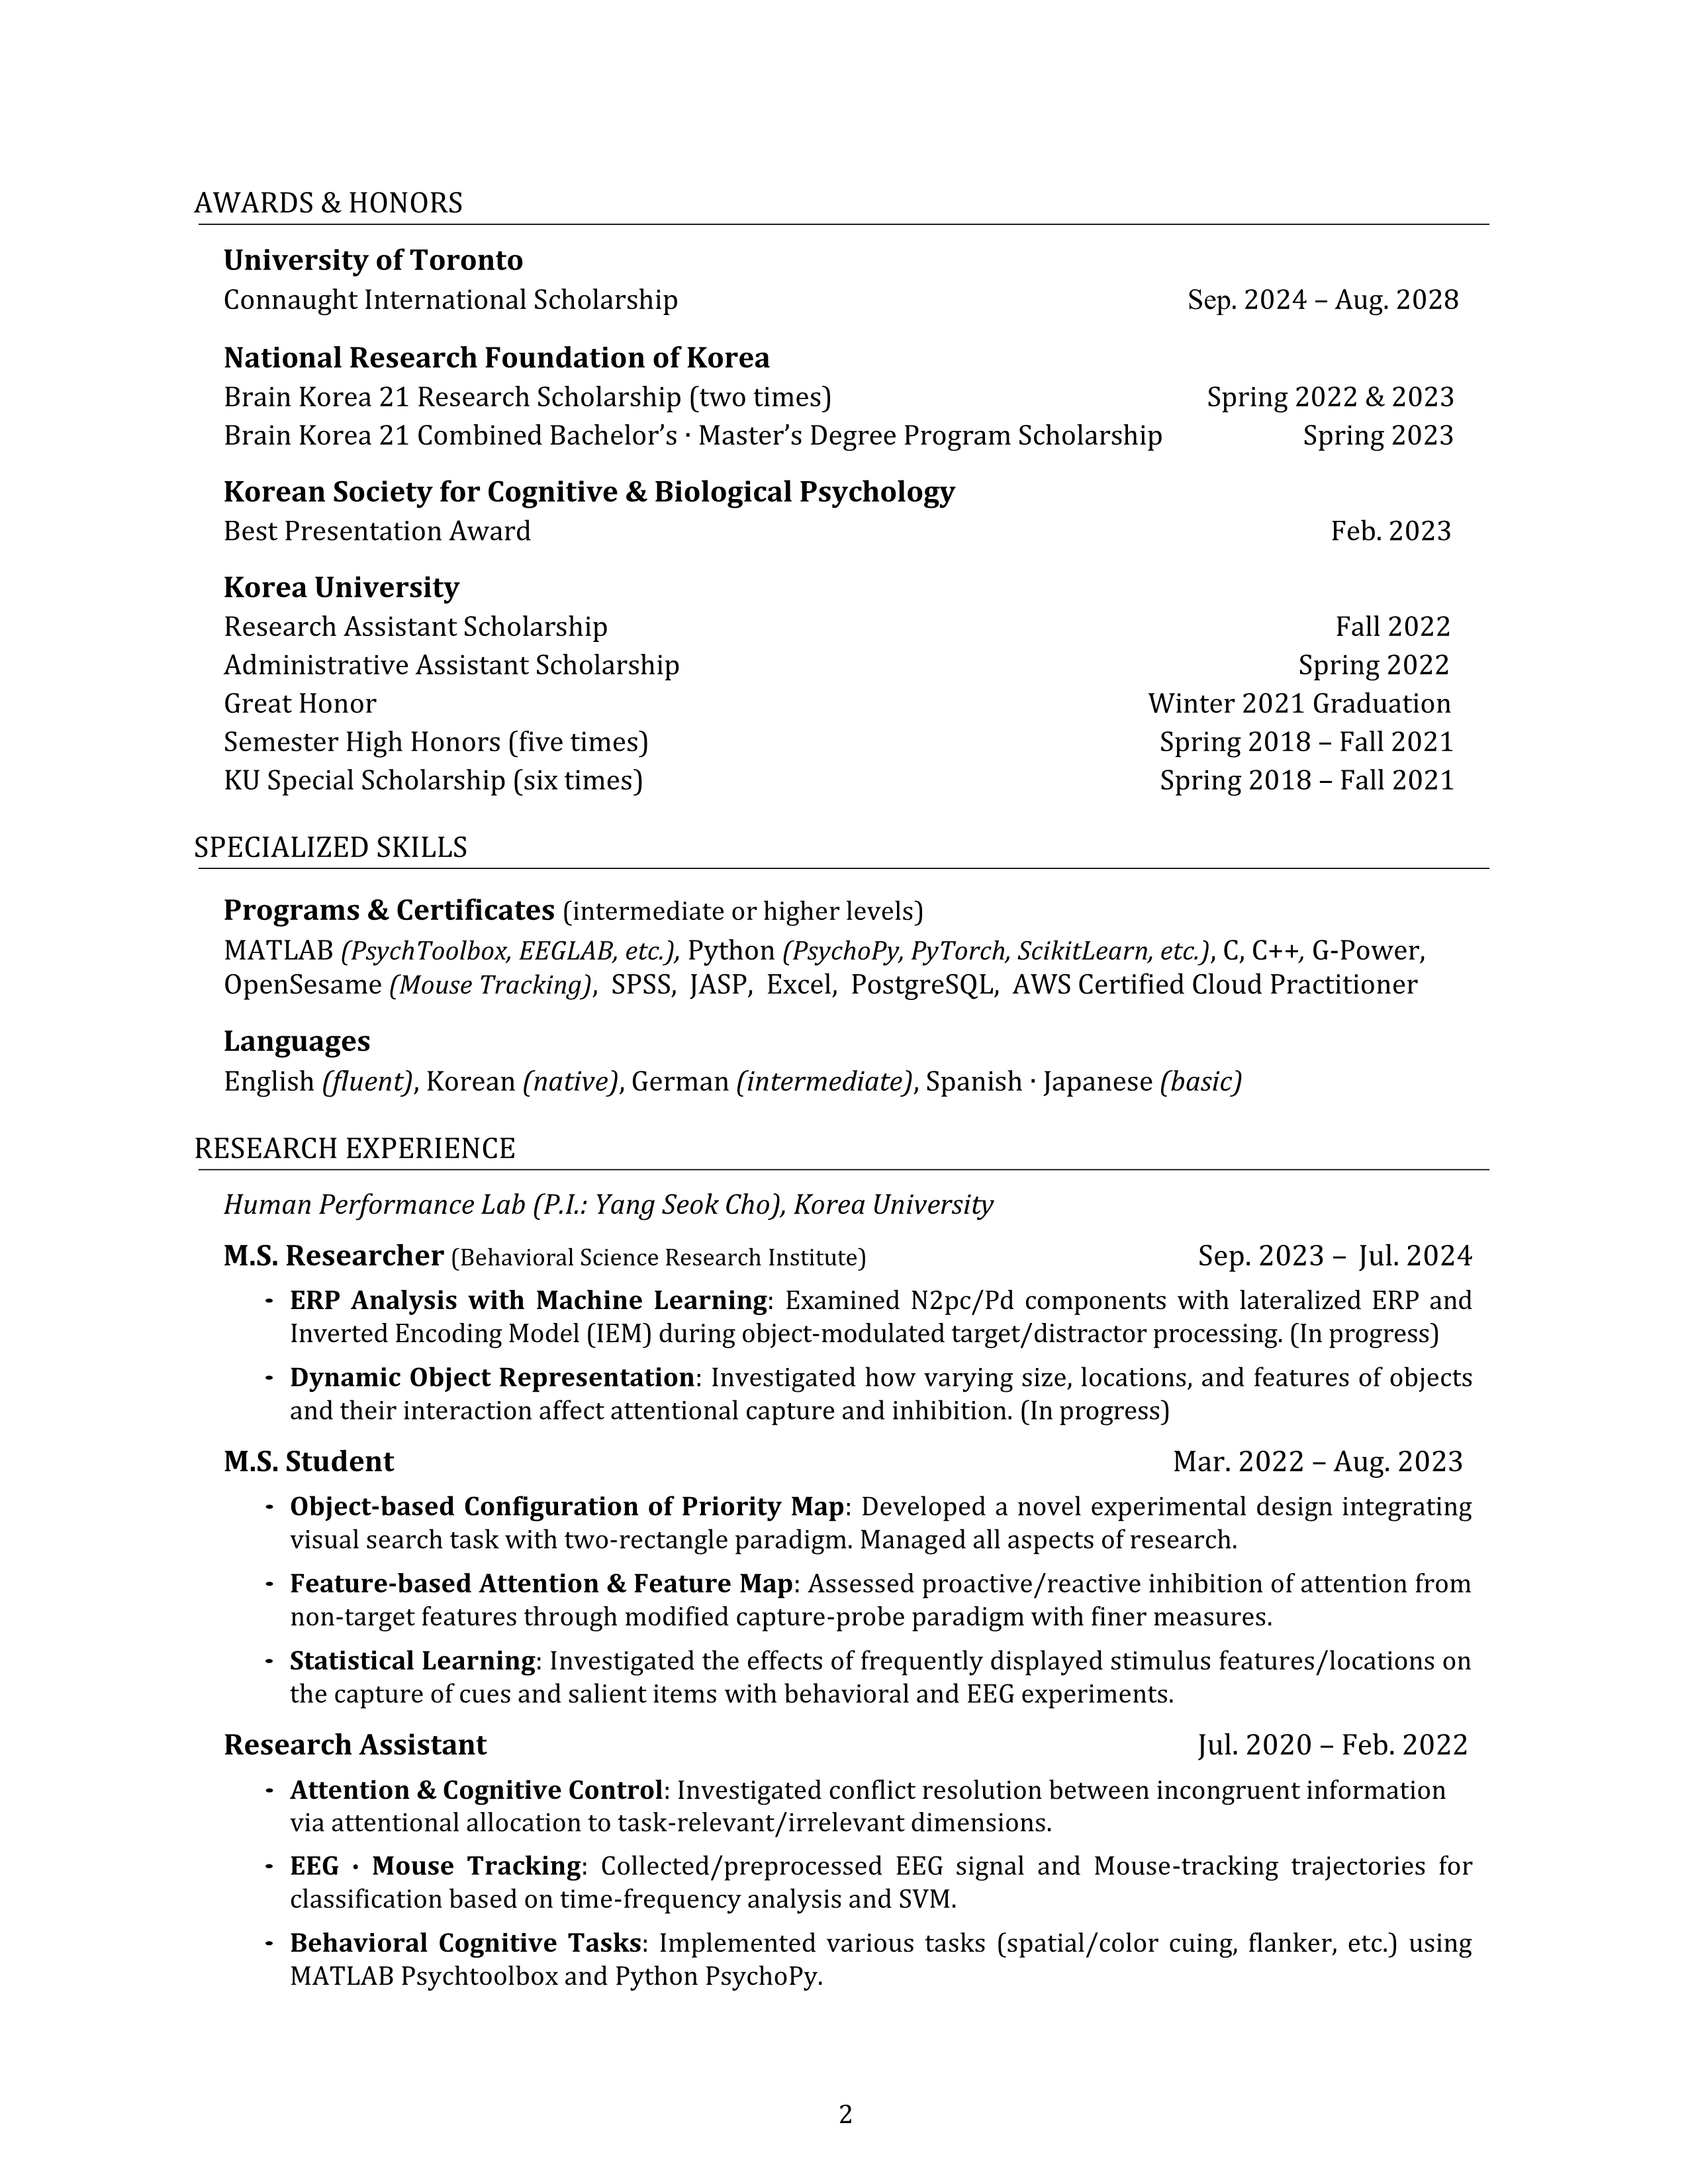 AWARDS & HONORS
University of Toronto
Connaught International Scholarship Sep. 2024 – Aug. 2028
National Research Foundation of Korea
Brain Korea 21 Research Scholarship (two times) Spring 2022 & 2023
Brain Korea 21 Combined Bachelor’s · Master’s Degree Program Scholarship Spring 2023
Korean Society for Cognitive & Biological Psychology
Best Presentation Award Feb. 2023
Korea University
Research Assistant Scholarship Fall 2022
Administrative Assistant Scholarship Spring 2022
Great Honor Winter 2021 Graduation
Semester High Honors (five times) Spring 2018 – Fall 2021
KU Special Scholarship (six times) Spring 2018 – Fall 2021
SPECIALIZED SKILLS
Programs & Certificates (intermediate or higher levels)
MATLAB (PsychToolbox, EEGLAB, etc.), Python (PsychoPy, PyTorch, ScikitLearn, etc.), C, C++, G-Power,
OpenSesame (Mouse Tracking), SPSS, JASP, Excel, PostgreSQL, AWS Certified Cloud Practitioner
Languages
English (fluent), Korean (native), German (intermediate), Spanish · Japanese (basic)
RESEARCH EXPERIENCE
Human Performance Lab (P.I.: Yang Seok Cho), Korea University
M.S. Researcher (Behavioral Science Research Institute) Sep. 2023 – Jul. 2024
- ERP Analysis with Machine Learning: Examined N2pc/Pd components with lateralized ERP and
Inverted Encoding Model (IEM) during object-modulated target/distractor processing. (In progress)
- Dynamic Object Representation: Investigated how varying size, locations, and features of objects
and their interaction affect attentional capture and inhibition. (In progress)
M.S. Student Mar. 2022 – Aug. 2023
- Object-based Configuration of Priority Map: Developed a novel experimental design integrating
visual search task with two-rectangle paradigm. Managed all aspects of research.
- Feature-based Attention & Feature Map: Assessed proactive/reactive inhibition of attention from
non-target features through modified capture-probe paradigm with finer measures.
- Statistical Learning: Investigated the effects of frequently displayed stimulus features/locations on
the capture of cues and salient items with behavioral and EEG experiments.
Research Assistant Jul. 2020 – Feb. 2022
- Attention & Cognitive Control: Investigated conflict resolution between incongruent information
via attentional allocation to task-relevant/irrelevant dimensions.
- EEG · Mouse Tracking: Collected/preprocessed EEG signal and Mouse-tracking trajectories for
classification based on time-frequency analysis and SVM.
- Behavioral Cognitive Tasks: Implemented various tasks (spatial/color cuing, flanker, etc.) using
MATLAB Psychtoolbox and Python PsychoPy.
2